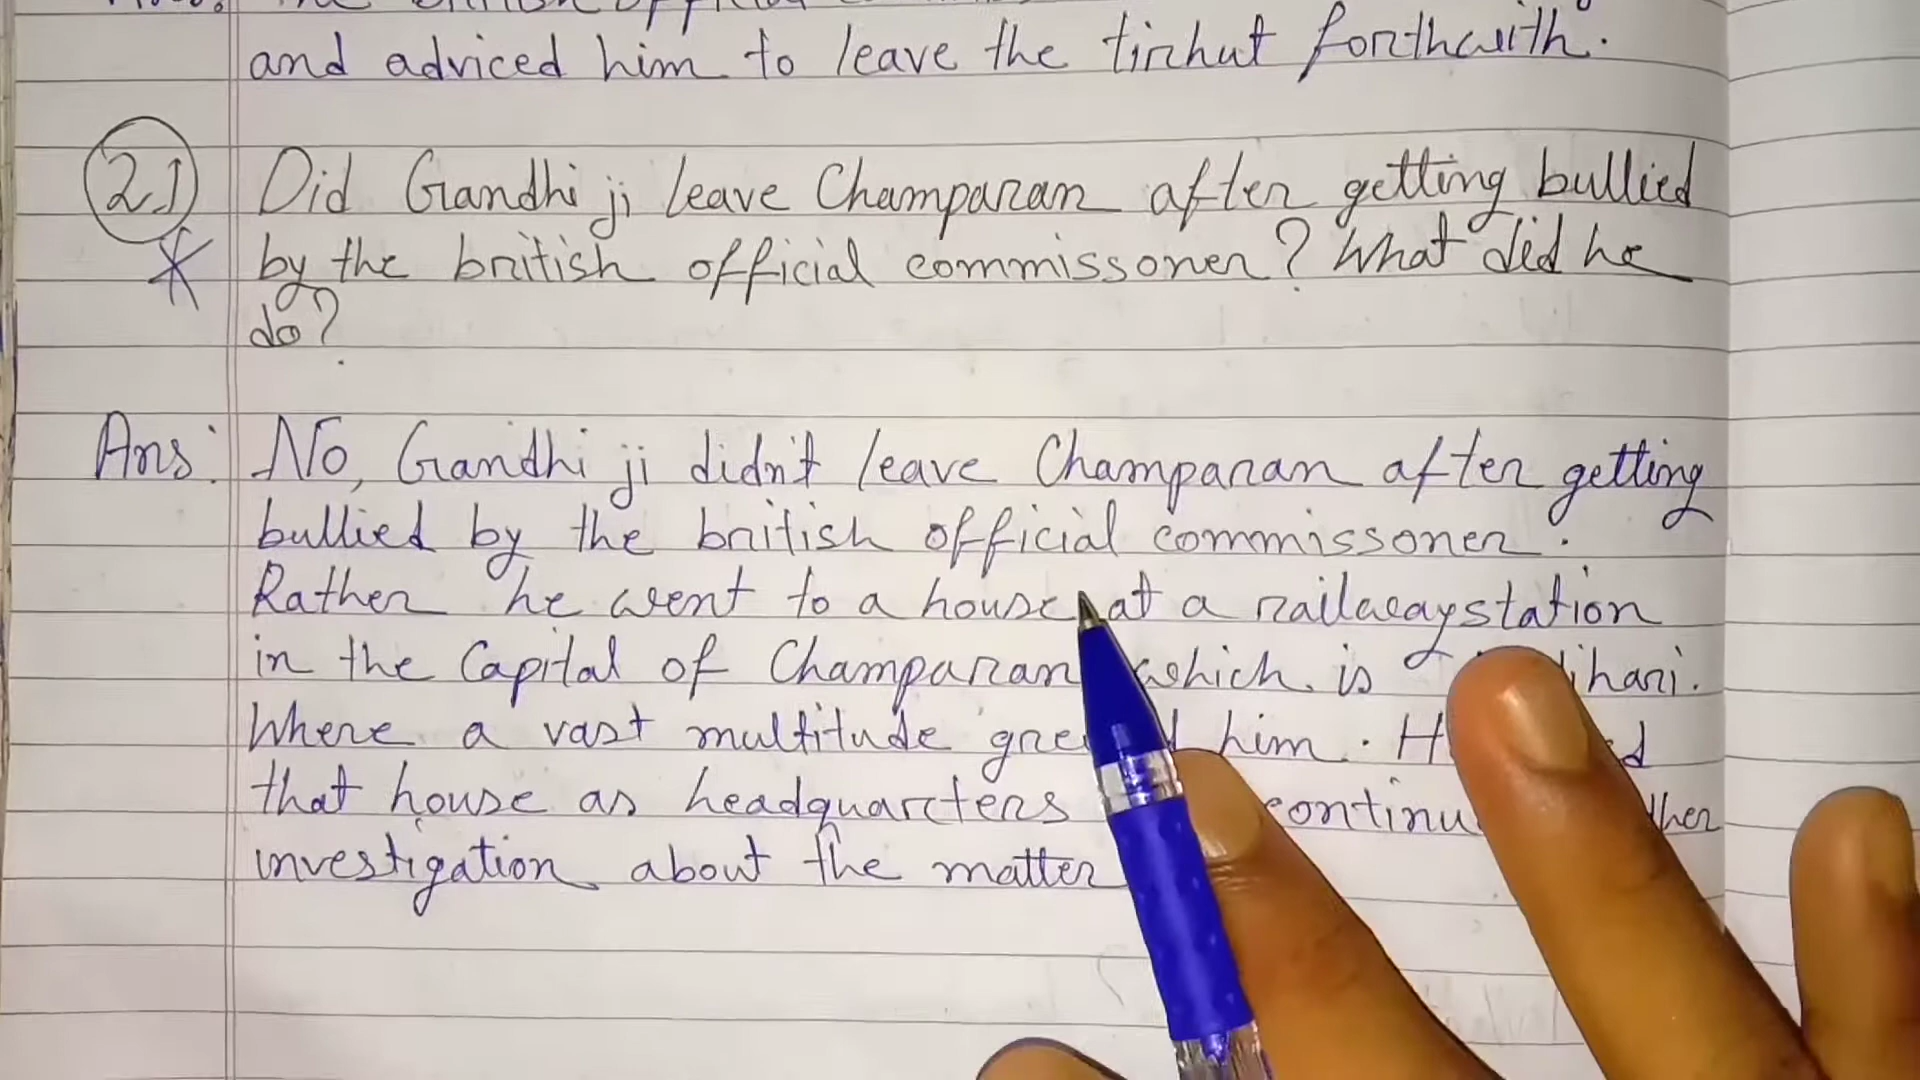 and adviced him to leave the tirhut forthwith.
21 Did Gandhi ji leave Champaran after getting bullied
by the british official commissoner? What did he
do?
Ans: No, Gandhi ji didn't leave Champaran after getting
bullied by the british official commissoner.
Rather he went to a house at a railwaystation
in the Capital of Champaran which is
Where a vast multitude him.
that house as headquarters
investigation about the matter